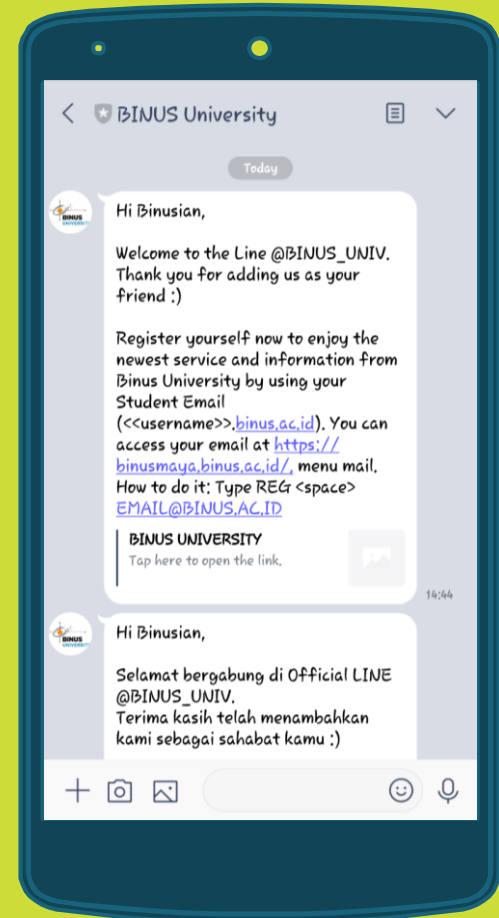 BINUS University
Today
BINUS
UNIVERSITY
Hi Binusian,
Welcome to the Line @BINUS_UNIV.
Thank you for adding us as your
friend :)
Register yourself now to enjoy the
newest service and information from
Binus University by using your
Student Email
(<<username>>.binus.ac.id). You can
access your email at https://
binusmaya.binus.ac.id/, menu mail.
How to do it: Type REG <space>
EMAIL@BINUS.AC.ID
BINUS UNIVERSITY
Tap here to open the link.
14:44
BINUS
UNIVERSITY
Hi Binusian,
Selamat bergabung di Official LINE
@BINUS_UNIV.
Terima kasih telah menambahkan
kami sebagai sahabat kamu :)